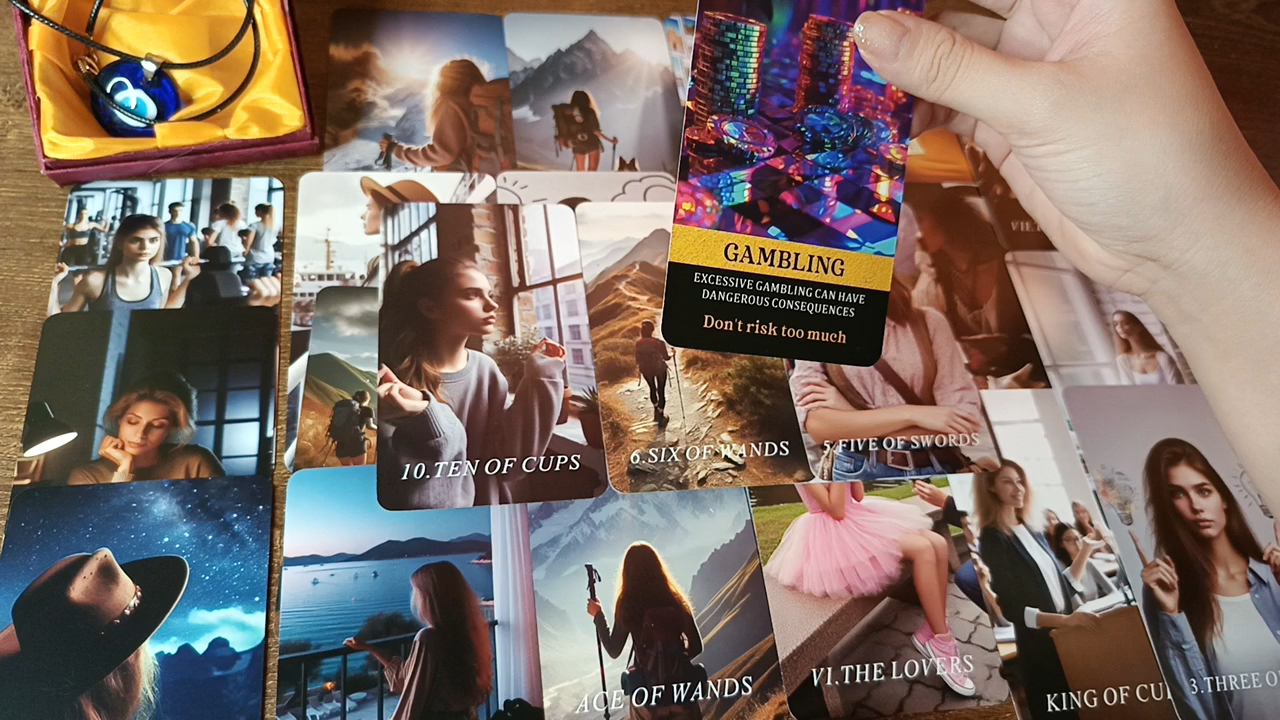 GAMBLING
EXCESSIVE GAMBLING CAN HAVE
DANGEROUS CONSEQUENCES
Don't risk too much
10.TEN OF CUPS
6.SIX OF WANDS
5.FIVE OF SWORDS
ACE OF WANDS
VI.THE LOVERS
KING OF CU
3.THREE O